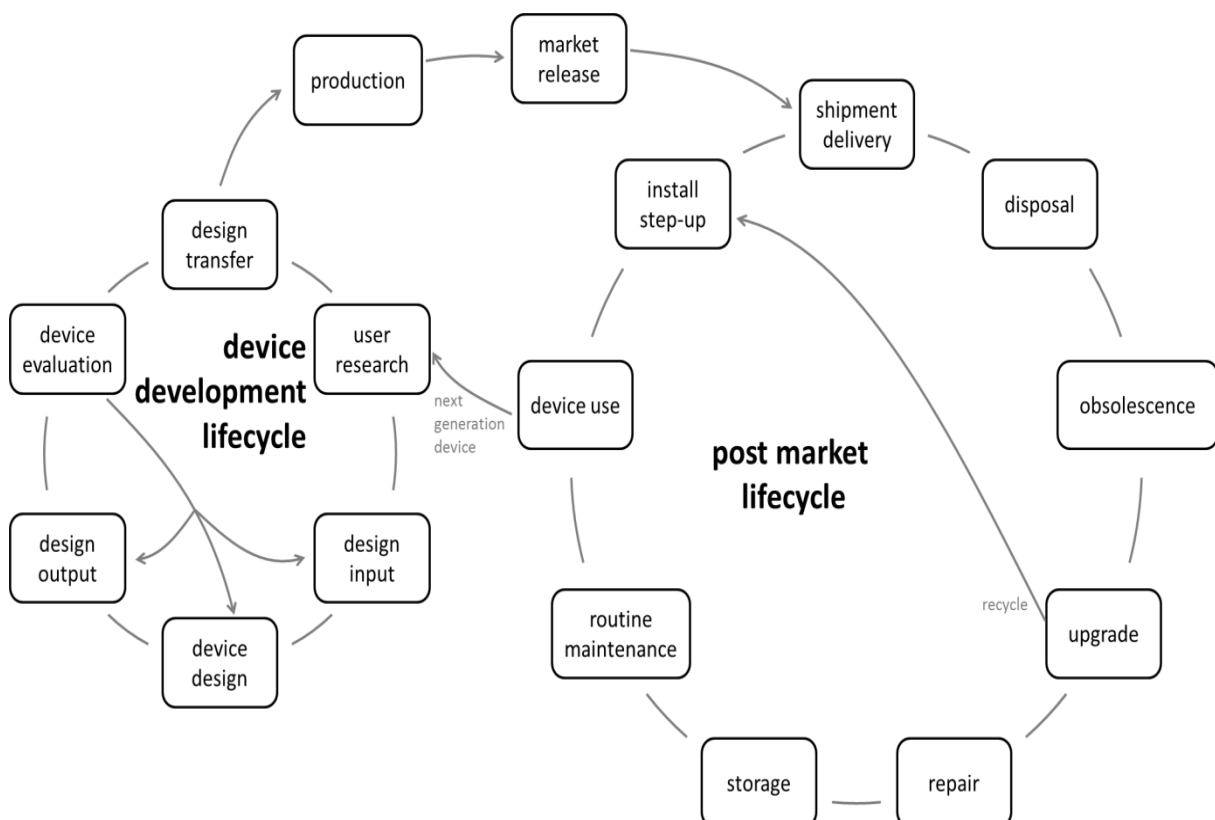 production
market
release
shipment
delivery
install
step-up
disposal
design
transfer
device
evaluation
device
development
lifecycle
user
research
next
generation
device
device use
obsolescence
post market
lifecycle
design
output
design
input
device
design
routine
maintenance
recycle
upgrade
storage
repair